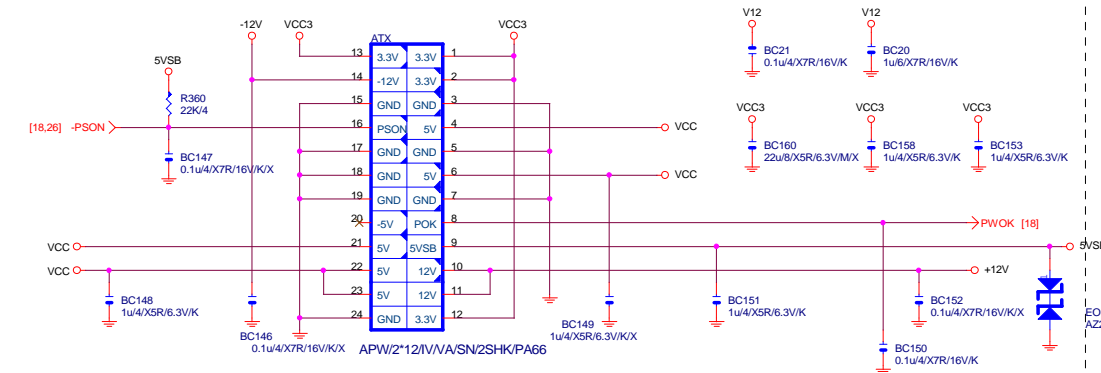 -12V VCC3 VCC3 V12 V12
ATX
BC21
0.1u/4/X7R/16V/K
BC20
1u/6/X7R/16V/K
5VSB
R360
22K/4
[18,26] -PSON
BC147
0.1u/4/X7R/16V/K/X
13 3.3V 3.3V 1
14 -12V 3.3V 2
15 GND GND 3
16 PSON 5V 4 VCC
17 GND GND 5
18 GND 5V 6 VCC
19 GND GND 7
20 -5V POK 8 PWOK [18]
VCC 21 5V 5VSB 9
VCC 22 5V 12V 10 +12V
23 5V 12V 11
24 GND 3.3V 12
VCC3 VCC3 VCC3
BC160
22u/8/X5R/6.3V/M/X
BC158
1u/4/X5R/6.3V/K
BC153
1u/4/X5R/6.3V/K
BC148
1u/4/X5R/6.3V/K
BC146
0.1u/4/X7R/16V/K/X
APW/2*12/IV/VA/SN/2SHK/PA66
BC149
1u/4/X5R/6.3V/K/X
BC151
1u/4/X5R/6.3V/K
BC152
0.1u/4/X7R/16V/K/X
BC150
0.1u/4/X7R/16V/K